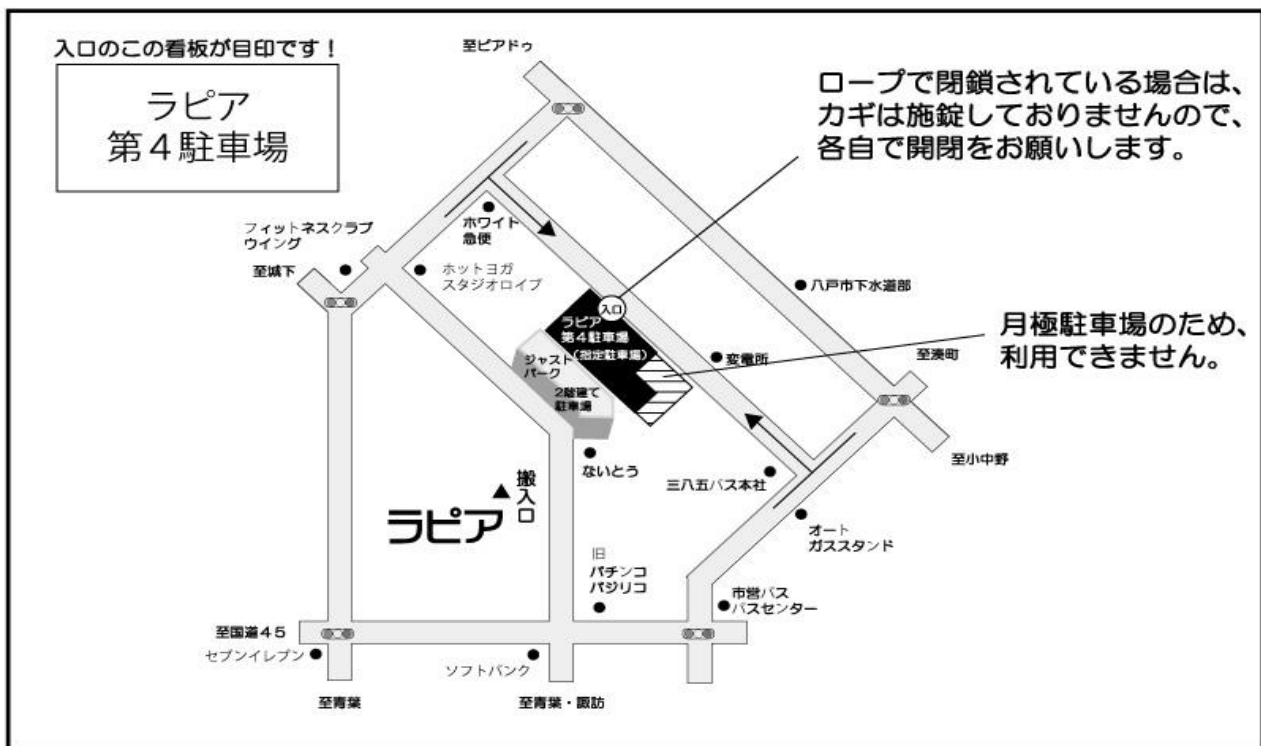 入口のこの看板が目印です！
ラピア
第４駐車場
至ピアドゥ
ロープで閉鎖されている場合は、
カギは施錠しておりませんので、
各自で開閉をお願いします。
フィットネスクラブ
ウイング
至城下
ホワイト
急便
ホットヨガ
スタジオロイブ
八戸市下水道部
入口
ラピア
第４駐車場
（指定駐車場）
ジャスト
パーク
2階建て
駐車場
変電所
月極駐車場のため、
利用できません。
至湊町
至小中野
ないとう
三八五バス本社
搬入口
ラピア
オート
ガススタンド
旧
パチンコ
パジリコ
市営バス
バスセンター
至国道４５
セブンイレブン
ソフトバンク
至青葉
至青葉・諏訪